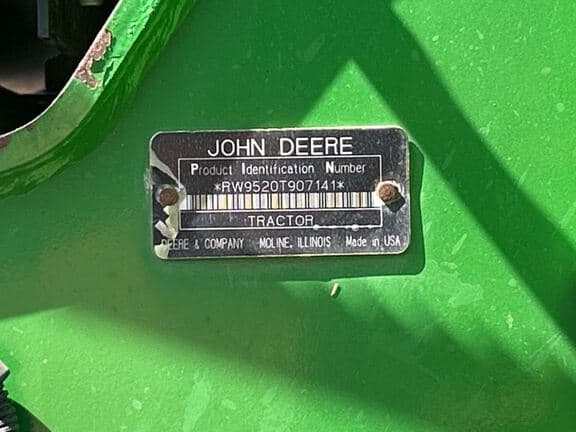 JOHN DEERE
Product Identification Number
*RW9520T907141*
TRACTOR
DEERE & COMPANY MOLINE, ILLINOIS Made in USA